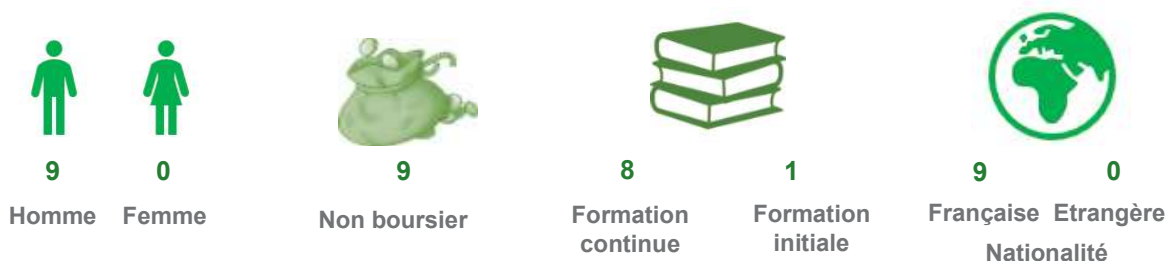 9 0 9 8 1 9 0
Homme Femme
Non boursier
Formation continue
Formation initiale
Française Etrangère
Nationalité